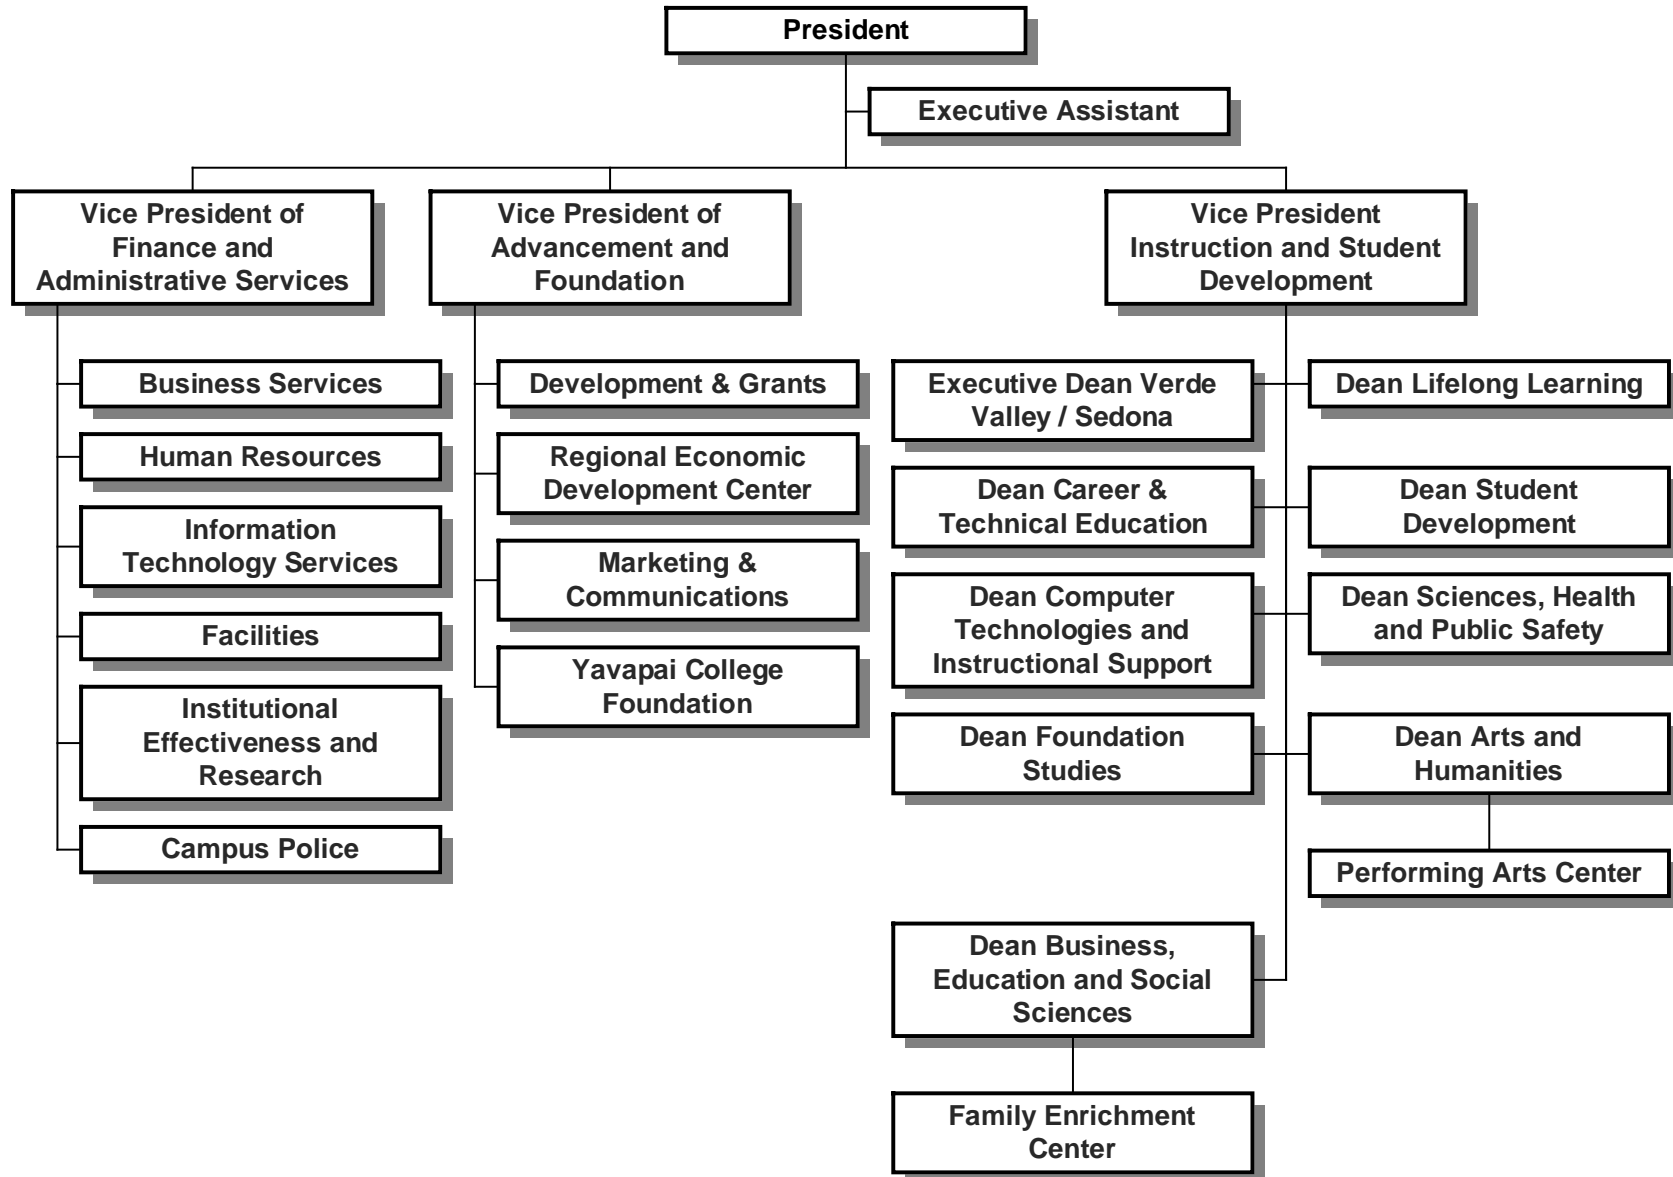 President
Executive Assistant
Vice President of
Finance and
Administrative Services
Vice President of
Advancement and
Foundation
Vice President
Instruction and Student
Development
Business Services
Human Resources
Information
Technology Services
Facilities
Institutional
Effectiveness and
Research
Campus Police
Development & Grants
Regional Economic
Development Center
Marketing &
Communications
Yavapai College
Foundation
Executive Dean Verde
Valley / Sedona
Dean Lifelong Learning
Dean Career &
Technical Education
Dean Student
Development
Dean Computer
Technologies and
Instructional Support
Dean Sciences, Health
and Public Safety
Dean Foundation
Studies
Dean Arts and
Humanities
Performing Arts Center
Dean Business,
Education and Social
Sciences
Family Enrichment
Center